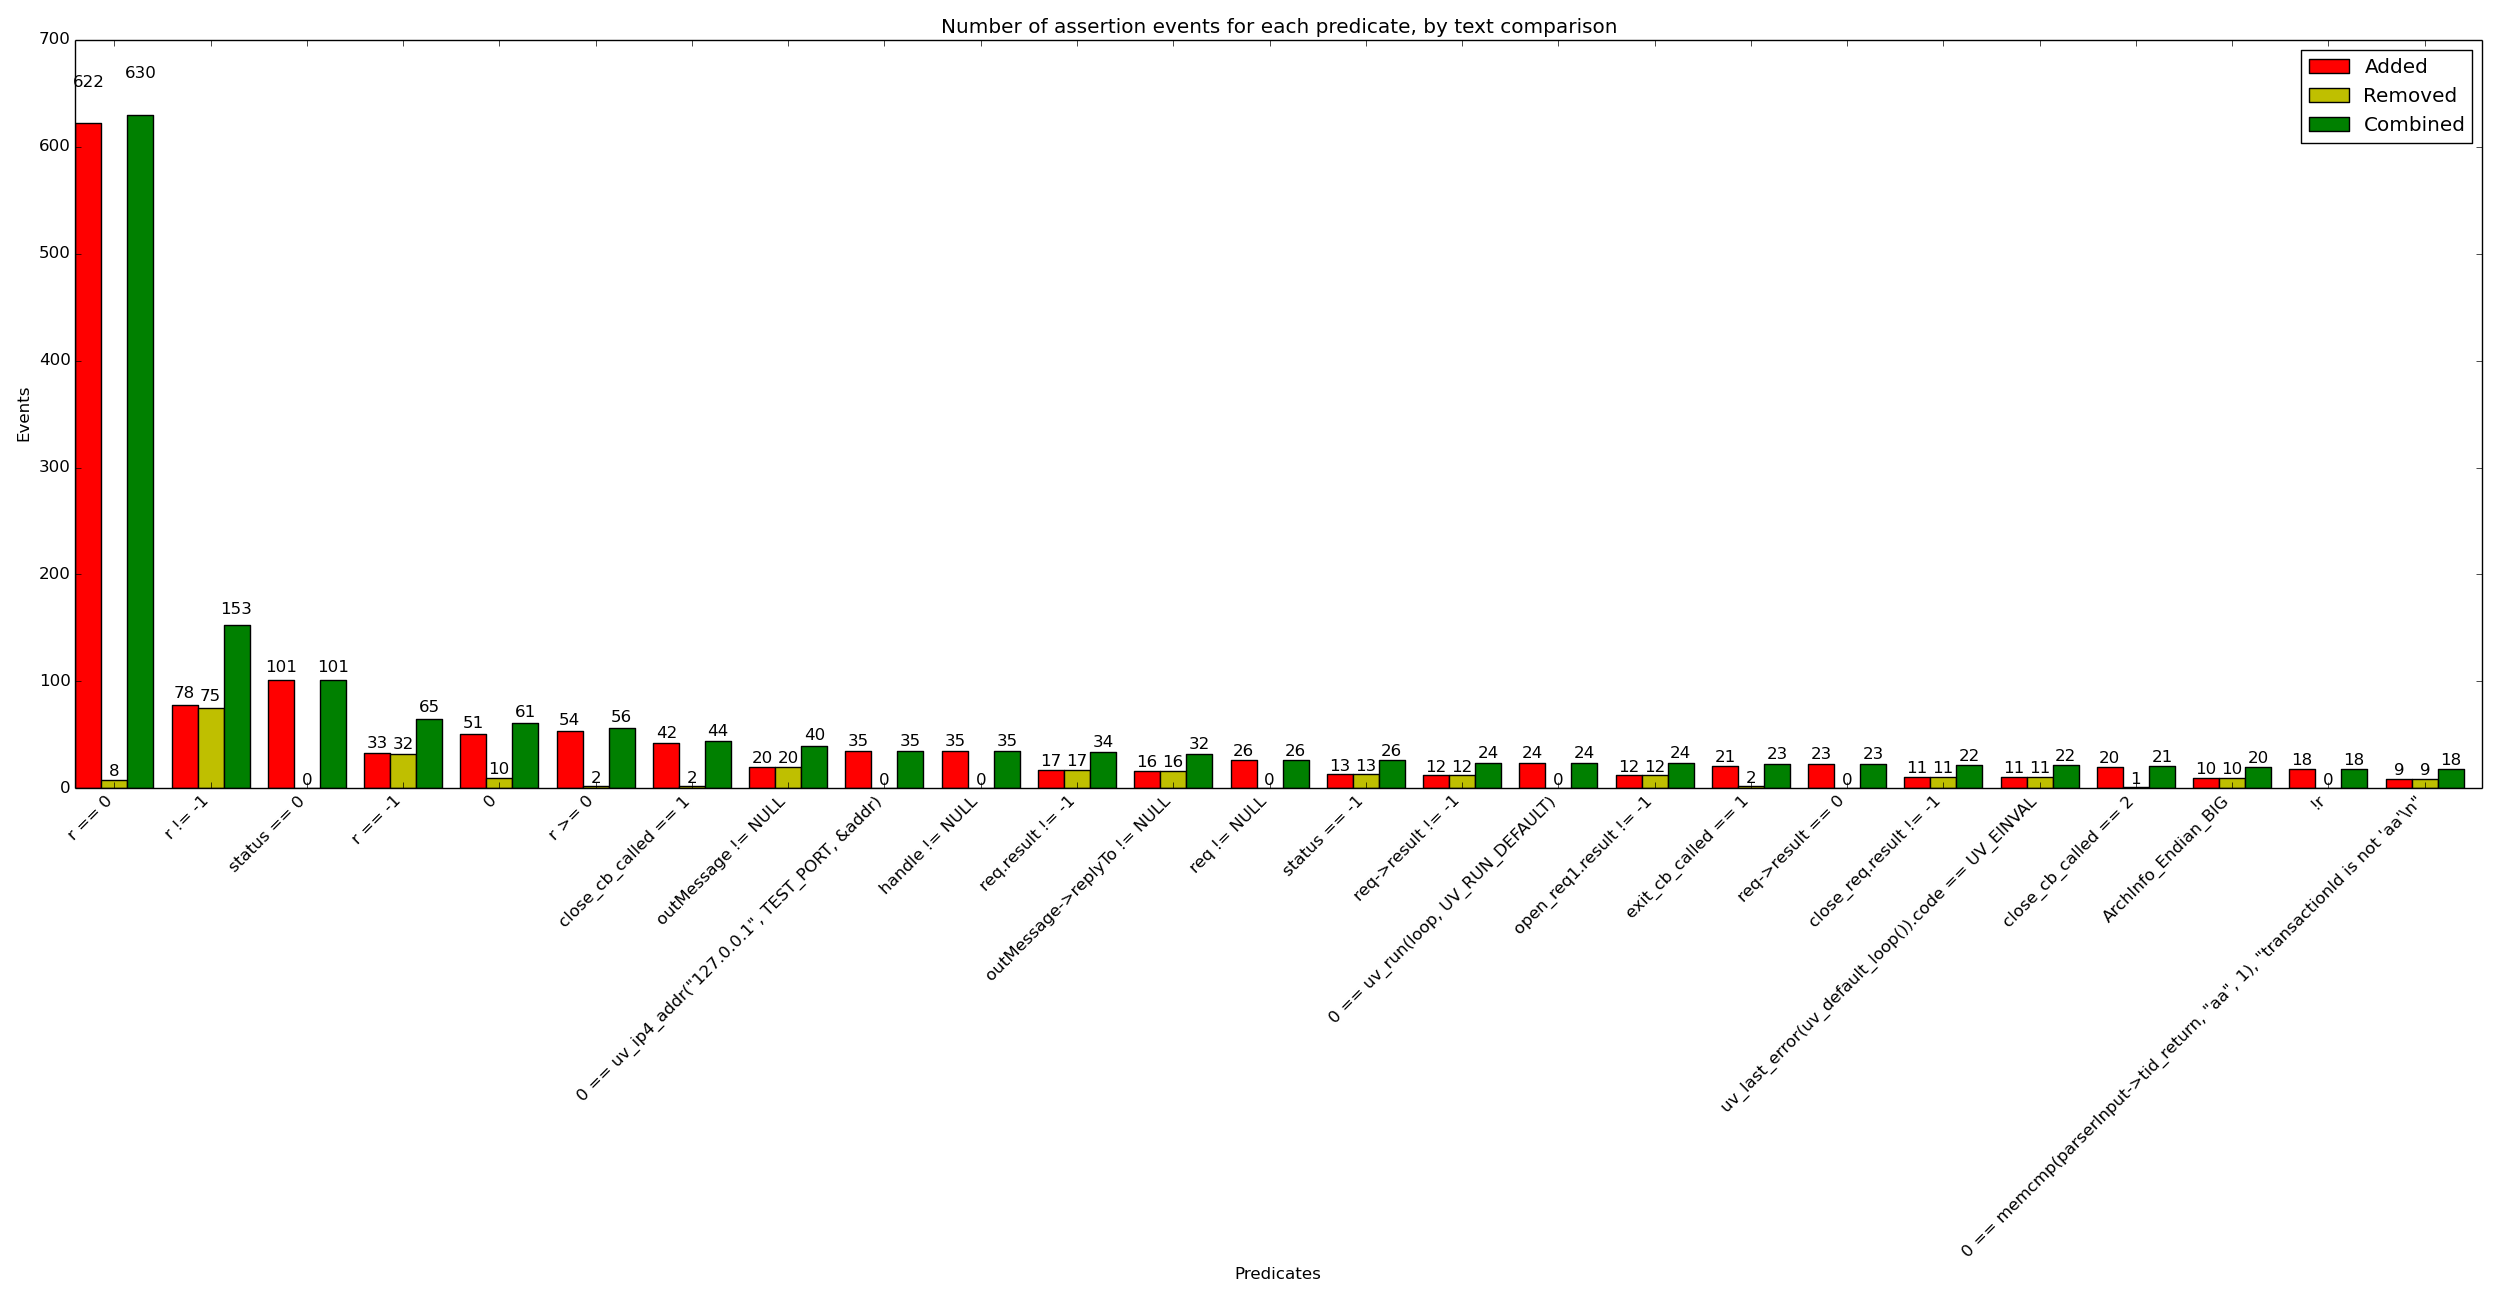 Number of assertion events for each predicate, by text comparison
Added
Removed
Combined
Events
700
600
500
400
300
200
100
0
622 8 630
78 75 153
101 0 101
33 32 65
51 10 61
54 2 56
42 2 44
20 20 40
35 0 35
35 0 35
17 17 34
16 16 32
26 0 26
13 13 26
12 12 24
24 0 24
12 12 24
21 2 23
23 0 23
11 11 22
11 11 22
20 1 21
10 10 20
18 0 18
9 9 18
r == 0
r != -1
status == 0
r == -1
0
r >= 0
close_cb_called == 1
outMessage != NULL
0 == uv_ip4_addr("127.0.0.1", TEST_PORT, &addr)
handle != NULL
req.result != -1
outMessage->replyTo != NULL
req != NULL
status == -1
req->result != -1
0 == uv_run(loop, UV_RUN_DEFAULT)
open_req1.result != -1
exit_cb_called == 1
req->result == 0
close_req.result != -1
uv_last_error(uv_default_loop()).code == UV_EINVAL
close_cb_called == 2
ArchInfo_Endian_BIG
!r
0 == memcmp(parserInput->tid_return, "aa", 1), "transactionId is not 'aa'\n"
Predicates